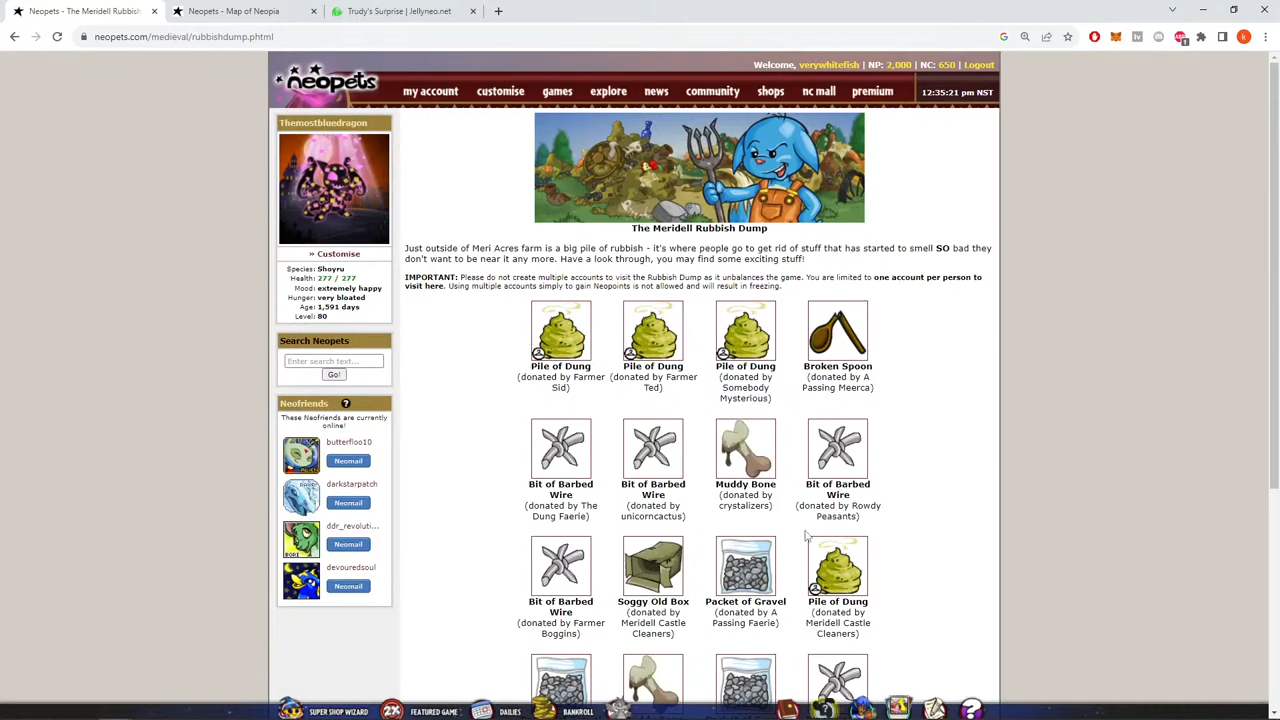 Neopets - The Meridell Rubbish D
Neopets - Map of Neopia
Trudy's Surprise | Jellyneo.net
neopets.com/medieval/rubbishdump.phtml
Welcome, verywhitefish | NP: 2,000 | NC: 650 | Logout
neopets
my account customise games explore news community shops nc mall premium
12:35:21 pm NST
Themostbluedragon
» Customise
Species: Shoyru
Health: 277 / 277
Mood: extremely happy
Hunger: very bloated
Age: 1,591 days
Level: 80
Search Neopets
Enter search text...
Go!
Neofriends ?
These Neofriends are currently
online!
butterfloo10
Neomail
darkstarpatch
Neomail
ddr_revoluti...
BORI
Neomail
devouredsoul
Neomail
The Meridell Rubbish Dump
Just outside of Meri Acres farm is a big pile of rubbish - it's where people go to get rid of stuff that has started to smell SO bad they
don't want to be near it any more. Have a look through, you may find some exciting stuff!
IMPORTANT: Please do not create multiple accounts to visit the Rubbish Dump as it unbalances the game. You are limited to one account per person to
visit here. Using multiple accounts simply to gain Neopoints is not allowed and will result in freezing.
Pile of Dung
(donated by Farmer
Sid)
Pile of Dung
(donated by Farmer
Ted)
Pile of Dung
(donated by
Somebody
Mysterious)
Broken Spoon
(donated by A
Passing Meerca)
Bit of Barbed
Wire
(donated by The
Dung Faerie)
Bit of Barbed
Wire
(donated by
unicorncactus)
Muddy Bone
(donated by
crystalizers)
Bit of Barbed
Wire
(donated by Rowdy
Peasants)
Bit of Barbed
Wire
(donated by Farmer
Boggins)
Soggy Old Box
(donated by
Meridell Castle
Cleaners)
Packet of Gravel
(donated by A
Passing Faerie)
Pile of Dung
(donated by
Meridell Castle
Cleaners)
SUPER SHOP WIZARD
2X FEATURED GAME
DAILIES
BANKROLL